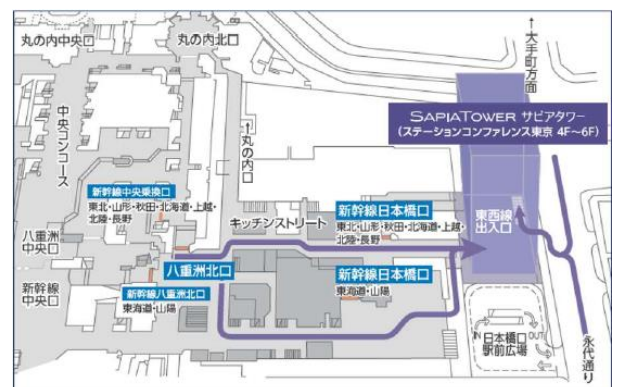 丸の内中央口
丸の内北口
↑大手町方面
SAPIATOWER サピアタワー
(ステーションコンファレンス東京 4F~6F)
中央コンコース
↑丸の内口
新幹線中央乗換口
東北・山形・秋田・北海道・上越・
北陸・長野
キッチンストリート
新幹線日本橋口
東北・山形・秋田・北海道・上越・
北陸・長野
東西線
出入口
八重洲
中央口
八重洲北口
新幹線日本橋口
東海道・山陽
新幹線
中央口
新幹線八重洲北口
東海道・山陽
IN
OUT
日本橋口
駅前広場
永代通り